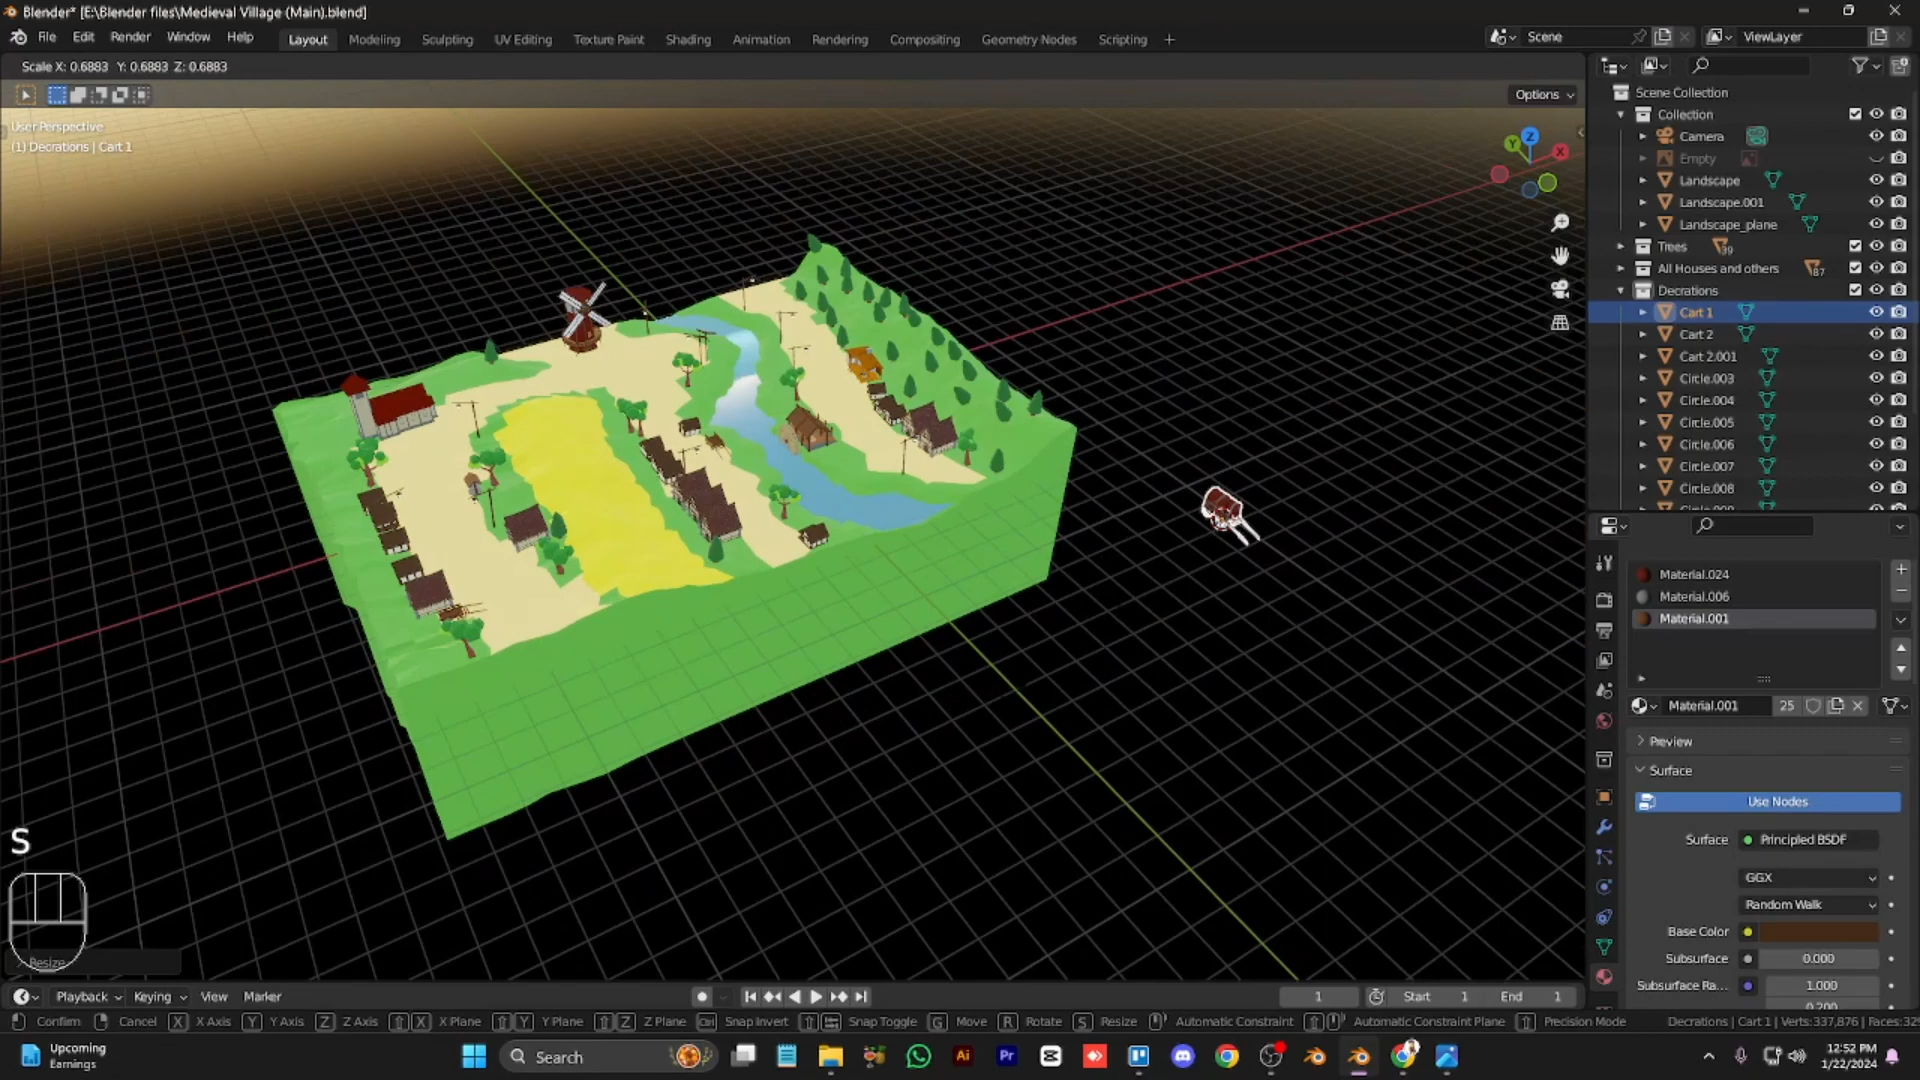 Blender* [E:\Blender files\Medieval Village (Main).blend]
File Edit Render Window Help Layout Modeling Sculpting UV Editing Texture Paint Shading Animation Rendering Compositing Geometry Nodes Scripting + Scene ViewLayer
Scale X: 0.6883 Y: 0.6883 Z: 0.6883
Options
User Perspective
(1) Decrations | Cart 1
Z
Y
X
Scene Collection
Collection
Camera
Empty
Landscape
Landscape.001
Landscape_plane
Trees 39
All Houses and others 87
Decrations
Cart 1
Cart 2
Cart 2.001
Circle.003
Circle.004
Circle.005
Circle.006
Circle.007
Circle.008
Material.024
Material.006
Material.001
Material.001 25
Preview
Surface
Use Nodes
Surface Principled BSDF
GGX
Random Walk
Base Color
Subsurface 0.000
Subsurface Ra... 1.000
0.200
S
Resize
Playback Keying View Marker 1 Start 1 End 1
Confirm Cancel X X Axis Y Y Axis Z Z Axis X X Plane Y Y Plane Z Z Plane Ctrl Snap Invert Snap Toggle G Move R Rotate S Resize Automatic Constraint Automatic Constraint Plane Precision Mode Decrations | Cart 1 | Verts:337,876 | Faces:32
Upcoming
Earnings
Search
Ai
Pr
12:52 PM
1/22/2024